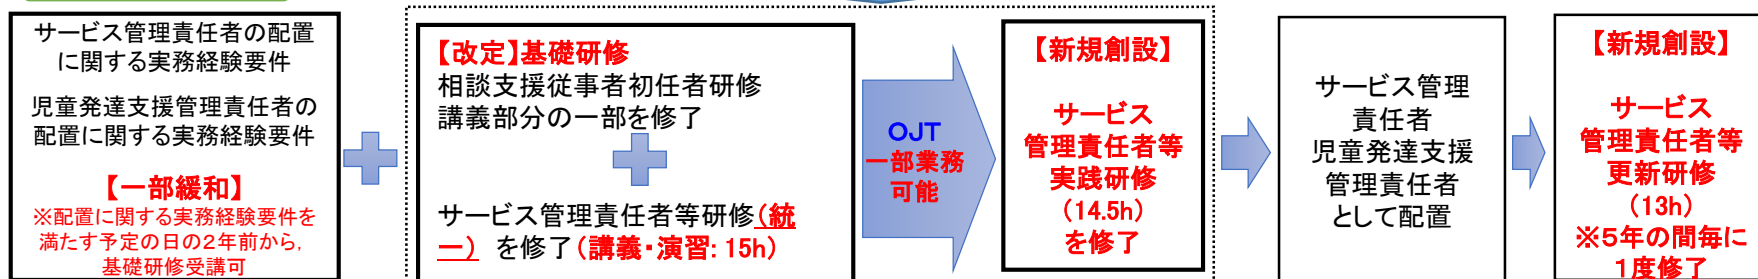 サービス管理責任者の配置
に関する実務経験要件
児童発達支援管理責任者の
配置に関する実務経験要件
【一部緩和】
※配置に関する実務経験要件を
満たす予定の日の2年前から,
基礎研修受講可
【改定】基礎研修
相談支援従事者初任者研修
講義部分の一部を修了
サービス管理責任者等研修(統
一) を修了(講義・演習:15h)
OJT
一部業務
可能
【新規創設】
サービス
管理責任者等
実践研修
(14.5h)
を修了
サービス管理
責任者
児童発達支援
管理責任者
として配置
【新規創設】
サービス
管理責任者等
更新研修
(13h)
※5年の間毎に
1度修了